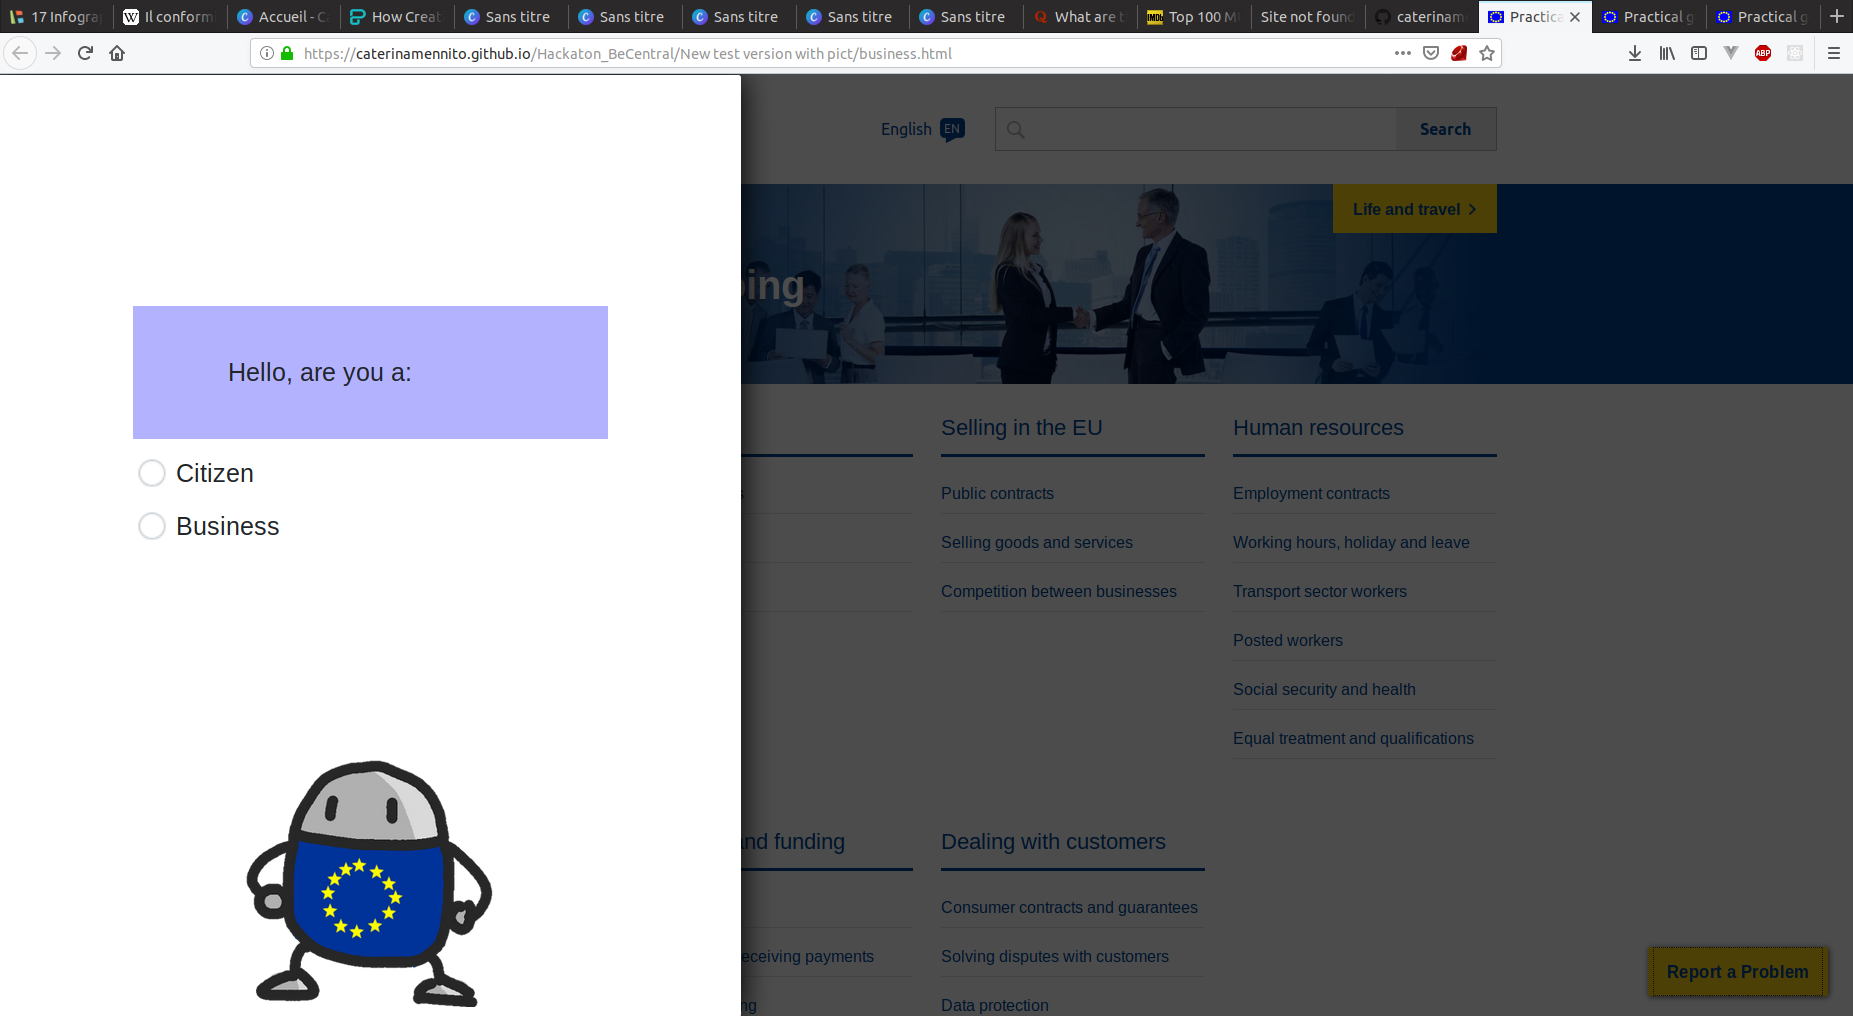 17 Infogra
Il conform
Accueil - C
How Creat
Sans titre
Sans titre
Sans titre
Sans titre
Sans titre
What are t
Top 100 M
Site not found
caterinam
Practica
Practical g
Practical g
https://caterinamennito.github.io/Hackaton_BeCentral/New test version with pict/business.html
ABP
English EN
Search
Life and travel
ing
Hello, are you a:
Citizen
Business
Selling in the EU
Public contracts
Selling goods and services
Competition between businesses
Human resources
Employment contracts
Working hours, holiday and leave
Transport sector workers
Posted workers
Social security and health
Equal treatment and qualifications
nd funding
eceiving payments
ng
Dealing with customers
Consumer contracts and guarantees
Solving disputes with customers
Data protection
Report a Problem